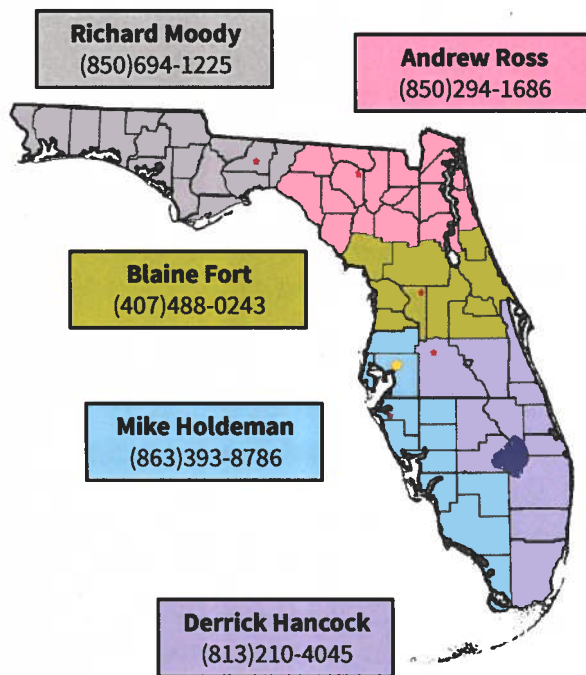 Richard Moody
(850)694-1225
Andrew Ross
(850)294-1686
Blaine Fort
(407)488-0243
Mike Holdeman
(863)393-8786
Derrick Hancock
(813)210-4045